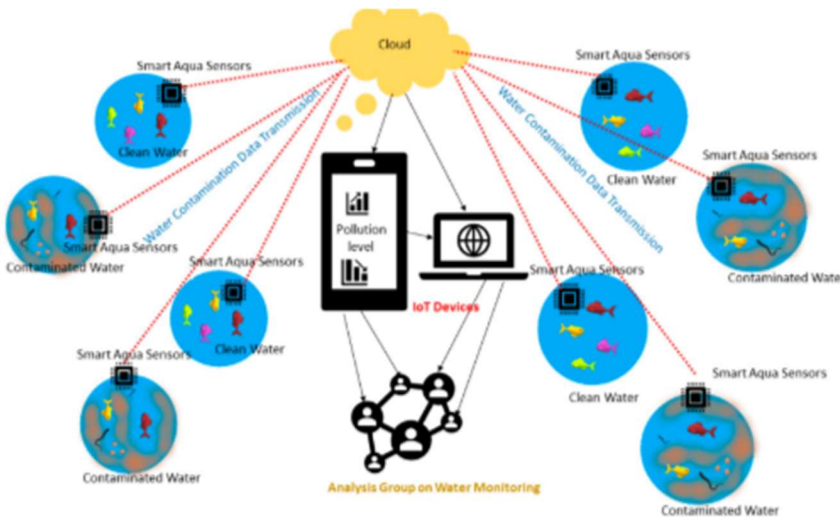 Cloud
Smart Aqua Sensors
Clean Water
Water Contamination Data Transmission
Smart Aqua Sensors
Contaminated Water
Smart Aqua Sensors
Clean Water
Smart Aqua Sensors
Contaminated Water
Pollution
level
IoT Devices
Analysis Group on Water Monitoring
Smart Aqua Sensors
Clean Water
Water Contamination Data Transmission
Smart Aqua Sensors
Contaminated Wate
Smart Aqua Sensors
Clean Water
Smart Aqua Sensors
Contaminated Water